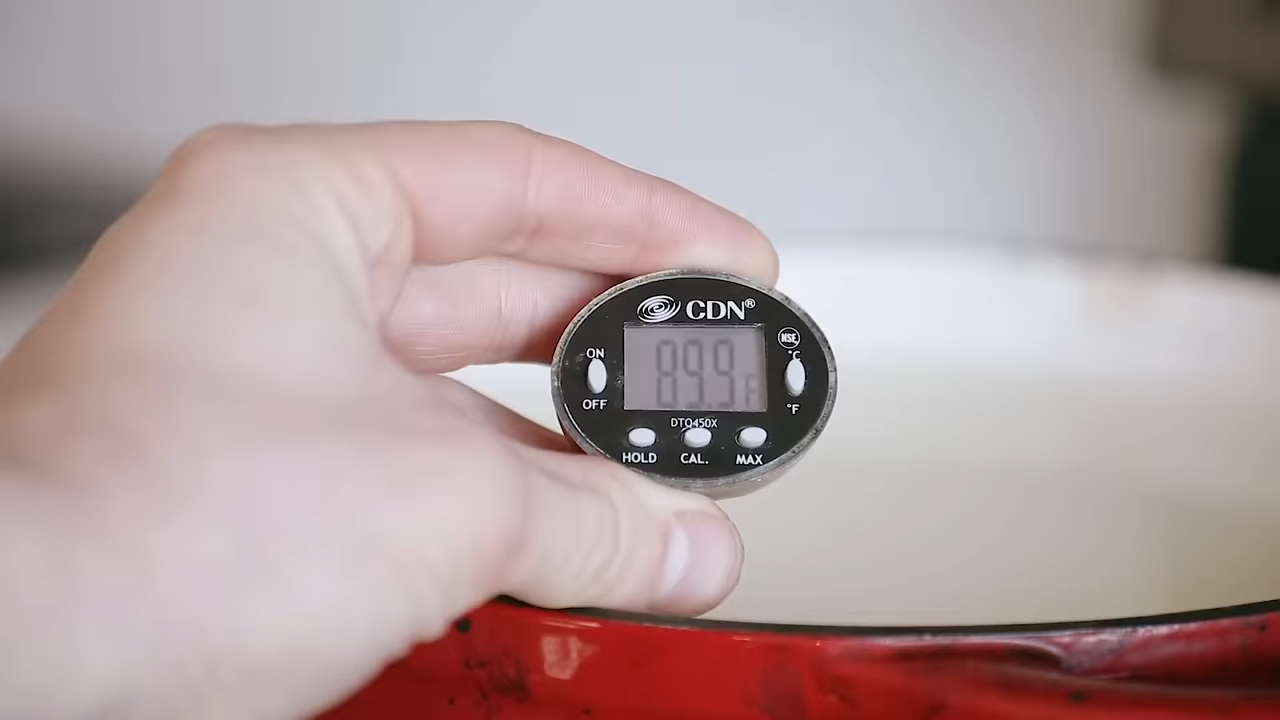 CDN®
NSF
ON
°C
89.9 F
OFF
°F
DTQ450X
HOLD CAL. MAX